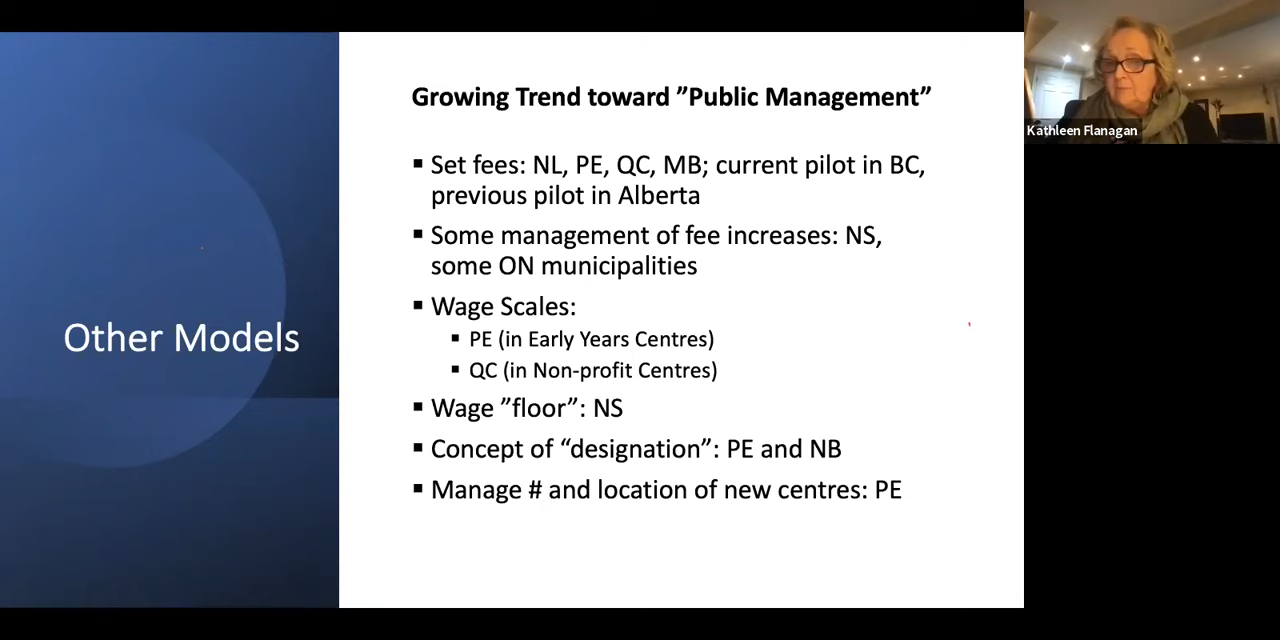 Other Models
Growing Trend toward ”Public Management”
▪ Set fees: NL, PE, QC, MB; current pilot in BC,
previous pilot in Alberta
▪ Some management of fee increases: NS,
some ON municipalities
▪ Wage Scales:
▪ PE (in Early Years Centres)
▪ QC (in Non-profit Centres)
▪ Wage ”floor”: NS
▪ Concept of “designation”: PE and NB
▪ Manage # and location of new centres: PE
Kathleen Flanagan